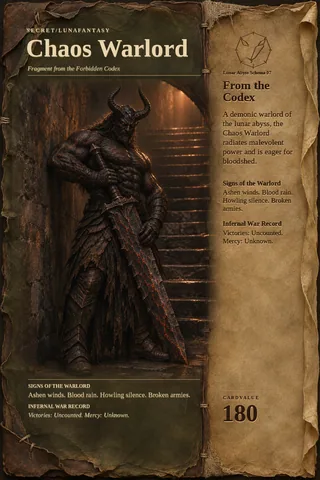 SECRET/LUNAFANTASY
Chaos Warlord
Fragment from the Forbidden Codex
SIGNS OF THE WARLORD
Ashen winds. Blood rain. Howling silence. Broken armies.
INFERNAL WAR RECORD
Victories: Uncounted. Mercy: Unknown.
From the
Codex
A demonic warlord of
the lunar abyss, the
Chaos Warlord
radiates malevolent
power and is eager for
bloodshed.
Signs of the Warlord
Ashen winds. Blood rain.
Howling silence. Broken
armies.
Infernal War Record
Victories: Uncounted.
Mercy: Unknown.
CARDVALUE
180